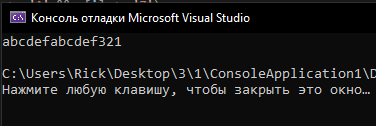 Консоль отладки Microsoft Visual Studio
abcdefabcdef321
C:\Users\Rick\Desktop\3\1\ConsoleApplication1\D
Нажмите любую клавишу, чтобы закрыть это окно…